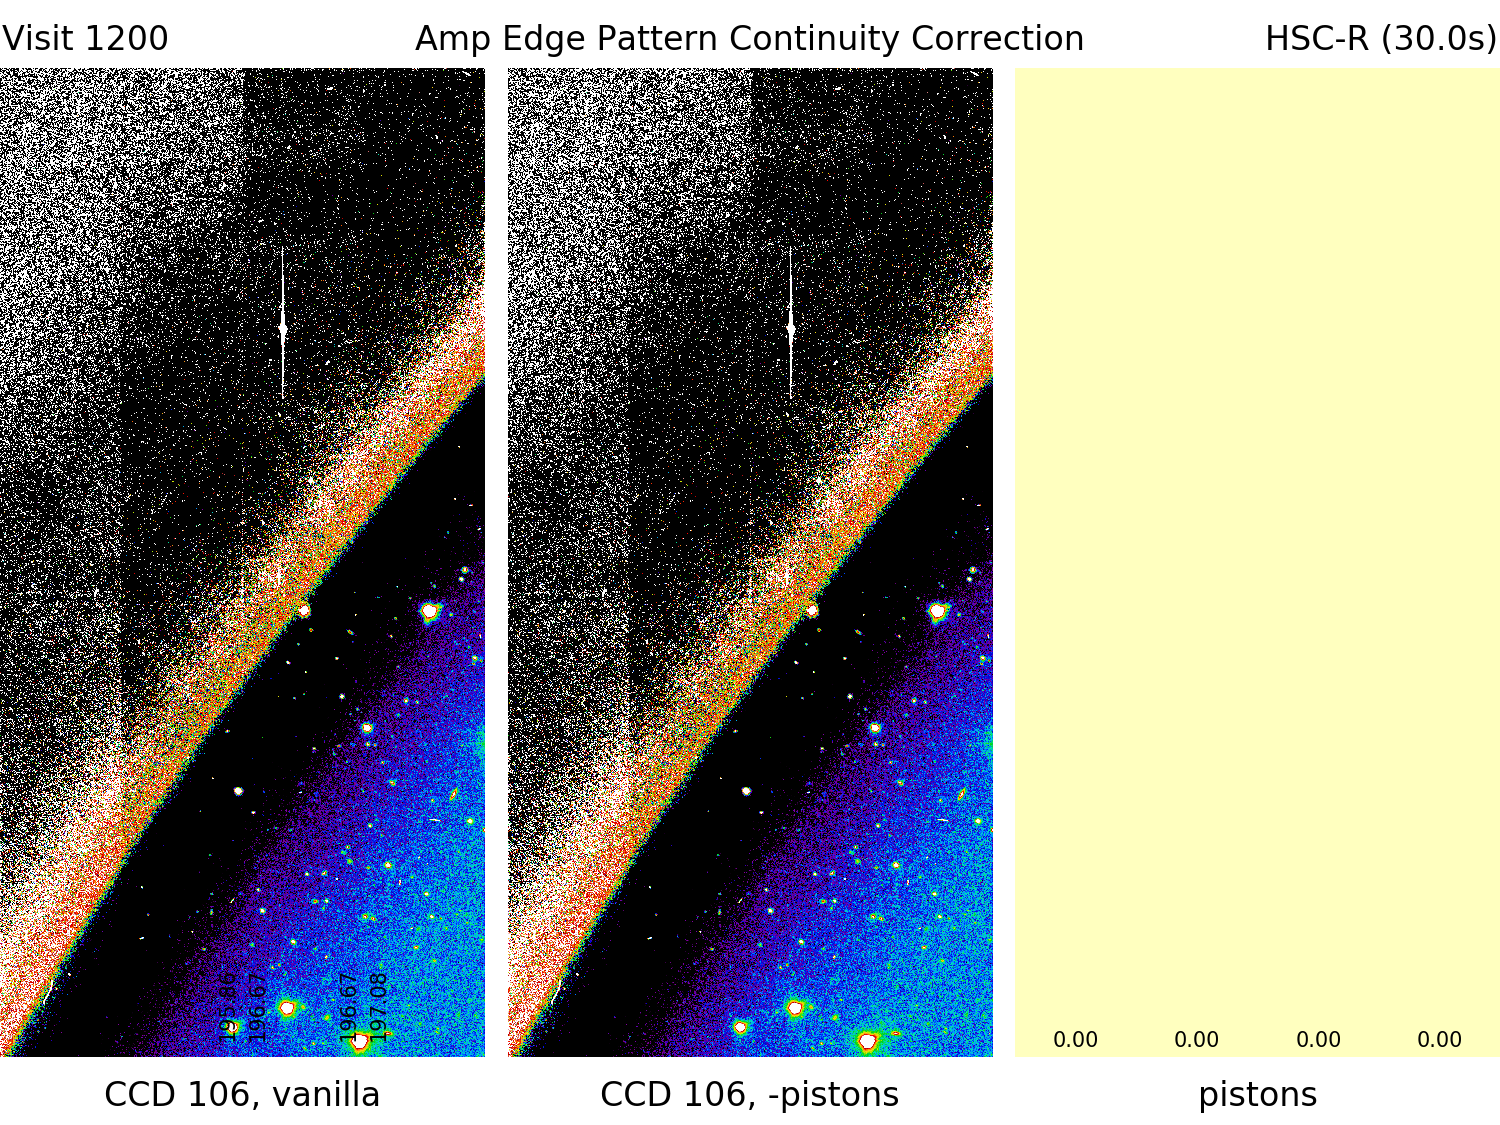 Visit 1200
Amp Edge Pattern Continuity Correction
HSC-R (30.0s)
196.67
196.67
197.08
0.00
0.00
0.00
0.00
CCD 106, vanilla
CCD 106, -pistons
pistons